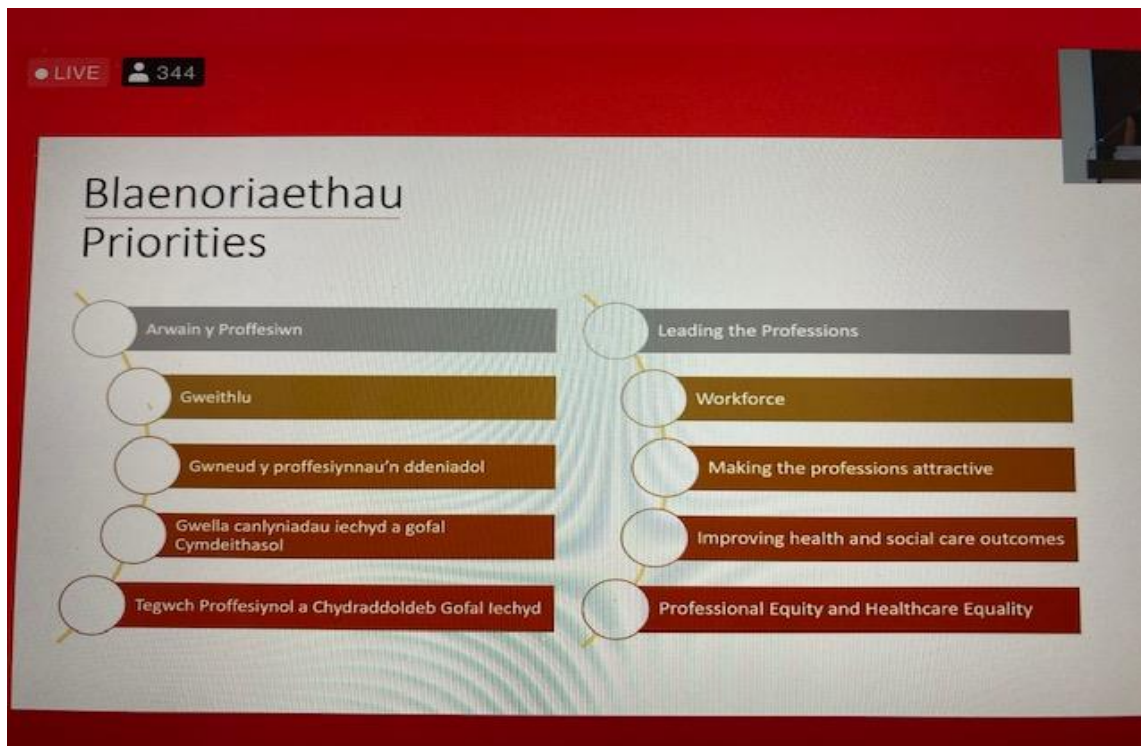 LIVE
344
Blaenoriaethau
Priorities
Arwain y Proffesiwn
Gweithlu
Gwneud y proffesiynnau'n ddeniadol
Gwella canlyniadau iechyd a gofal
Cymdeithasol
Tegwch Proffesiynol a Chydraddoldeb Gofal Iechyd
Leading the Professions
Workforce
Making the professions attractive
Improving health and social care outcomes
Professional Equity and Healthcare Equality